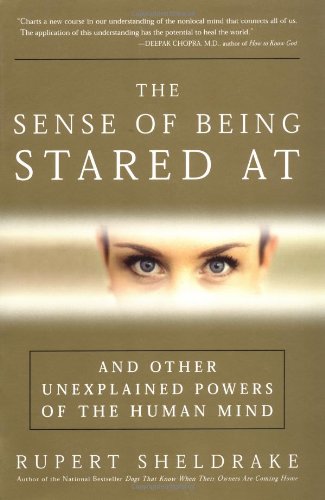 "Charts a new course in our understanding of the nonlocal mind that connects all of us.
The application of this understanding has the potential to heal the world."
—DEEPAK CHOPRA, M.D., author of How to Know God
THE
SENSE OF BEING
STARED AT
AND OTHER
UNEXPLAINED POWERS
OF THE HUMAN MIND
RUPERT SHELDRAKE
Author of the National Bestseller Dogs That Know When Their Owners Are Coming Home